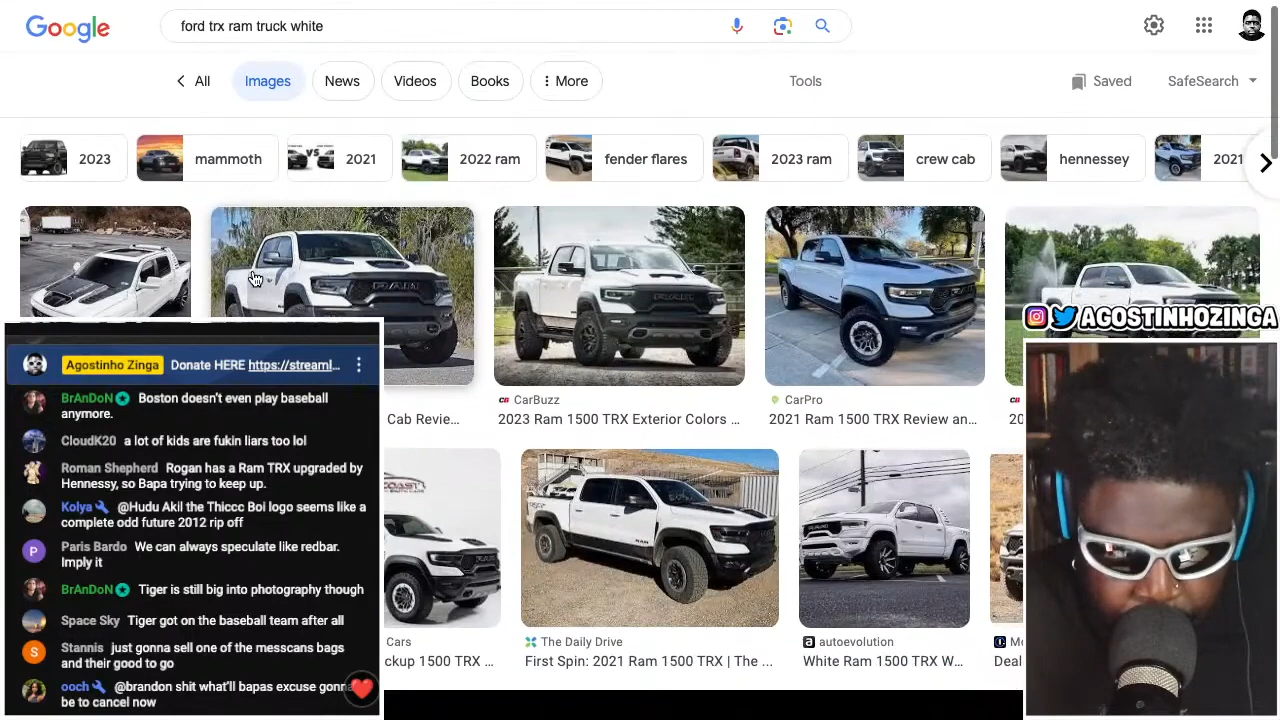 Google
ford trx ram truck white
All
Images
News
Videos
Books
More
Tools
Saved
SafeSearch
2023
mammoth
VS
2021
2022 ram
fender flares
2023 ram
crew cab
hennessey
2021
RAM
AGOSTINHOZINGA
Cab Revie...
CarBuzz
2023 Ram 1500 TRX Exterior Colors ...
CarPro
2021 Ram 1500 TRX Review an...
20
Cars
ckup 1500 TRX ...
The Daily Drive
First Spin: 2021 Ram 1500 TRX | The ...
autoevolution
White Ram 1500 TRX W...
Mo
Deal
Agostinho Zinga Donate HERE https://streaml...
BrAnDoN Boston doesn't even play baseball
anymore.
CloudK20 a lot of kids are fukin liars too lol
Roman Shepherd Rogan has a Ram TRX upgraded by
Hennessy, so Bapa trying to keep up.
Kolya @Hudu Akil the Thiccc Boi logo seems like a
complete odd future 2012 rip off
P
Paris Bardo We can always speculate like redbar.
Imply it
BrAnDoN Tiger is still big into photography though
Space Sky Tiger got on the baseball team after all
S
Stannis just gonna sell one of the messcans bags
and their good to go
ooch @brandon shit what'll bapas excuse gonna
be to cancel now